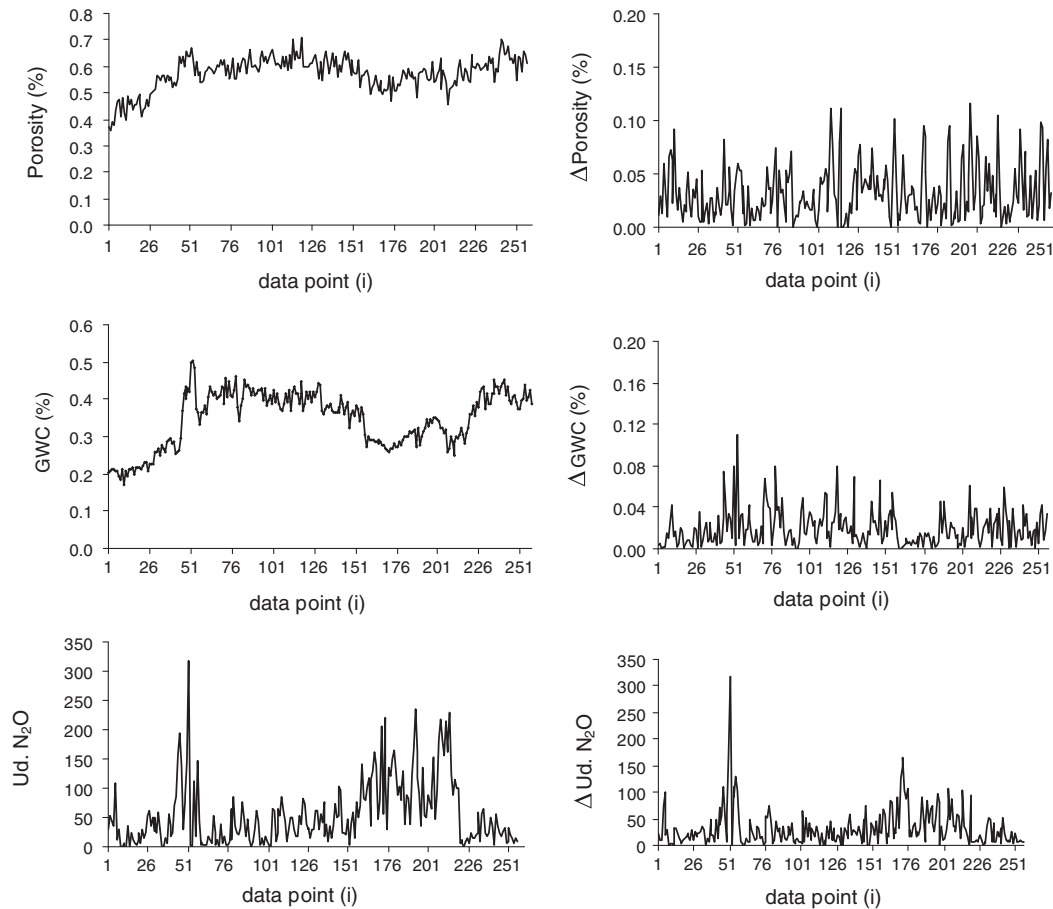 Porosity (%)
0.8
0.7
0.6
0.5
0.4
0.3
0.2
0.1
0.0
1 26 51 76 101 126 151 176 201 226 251
data point (i)
ΔPorosity (%)
0.20
0.15
0.10
0.05
0.00
1 26 51 76 101 126 151 176 201 226 251
data point (i)
GWC (%)
0.6
0.5
0.4
0.3
0.2
0.1
0.0
1 26 51 76 101 126 151 176 201 226 251
data point (i)
ΔGWC (%)
0.20
0.16
0.12
0.08
0.04
0.00
1 26 51 76 101 126 151 176 201 226 251
data point (i)
Ud. N₂O
350
300
250
200
150
100
50
0
1 26 51 76 101 126 151 176 201 226 251
data point (i)
ΔUd. N₂O
350
300
250
200
150
100
50
0
1 26 51 76 101 126 151 176 201 226 251
data point (i)